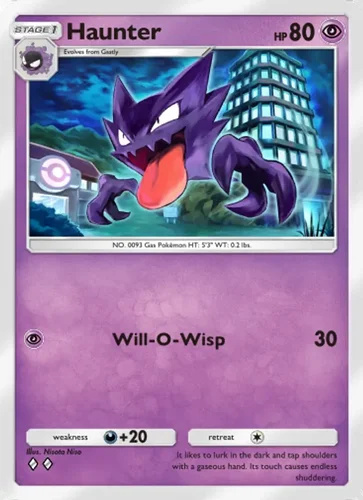 STAGE 1
Haunter
HP 80
Evolves from Gastly
NO. 0093 Gas Pokémon HT: 5'3" WT: 0.2 lbs.
Will-O-Wisp 30
weakness +20
retreat
Illus. Nisota Niso
It likes to lurk in the dark and tap shoulders
with a gaseous hand. Its touch causes endless
shuddering.